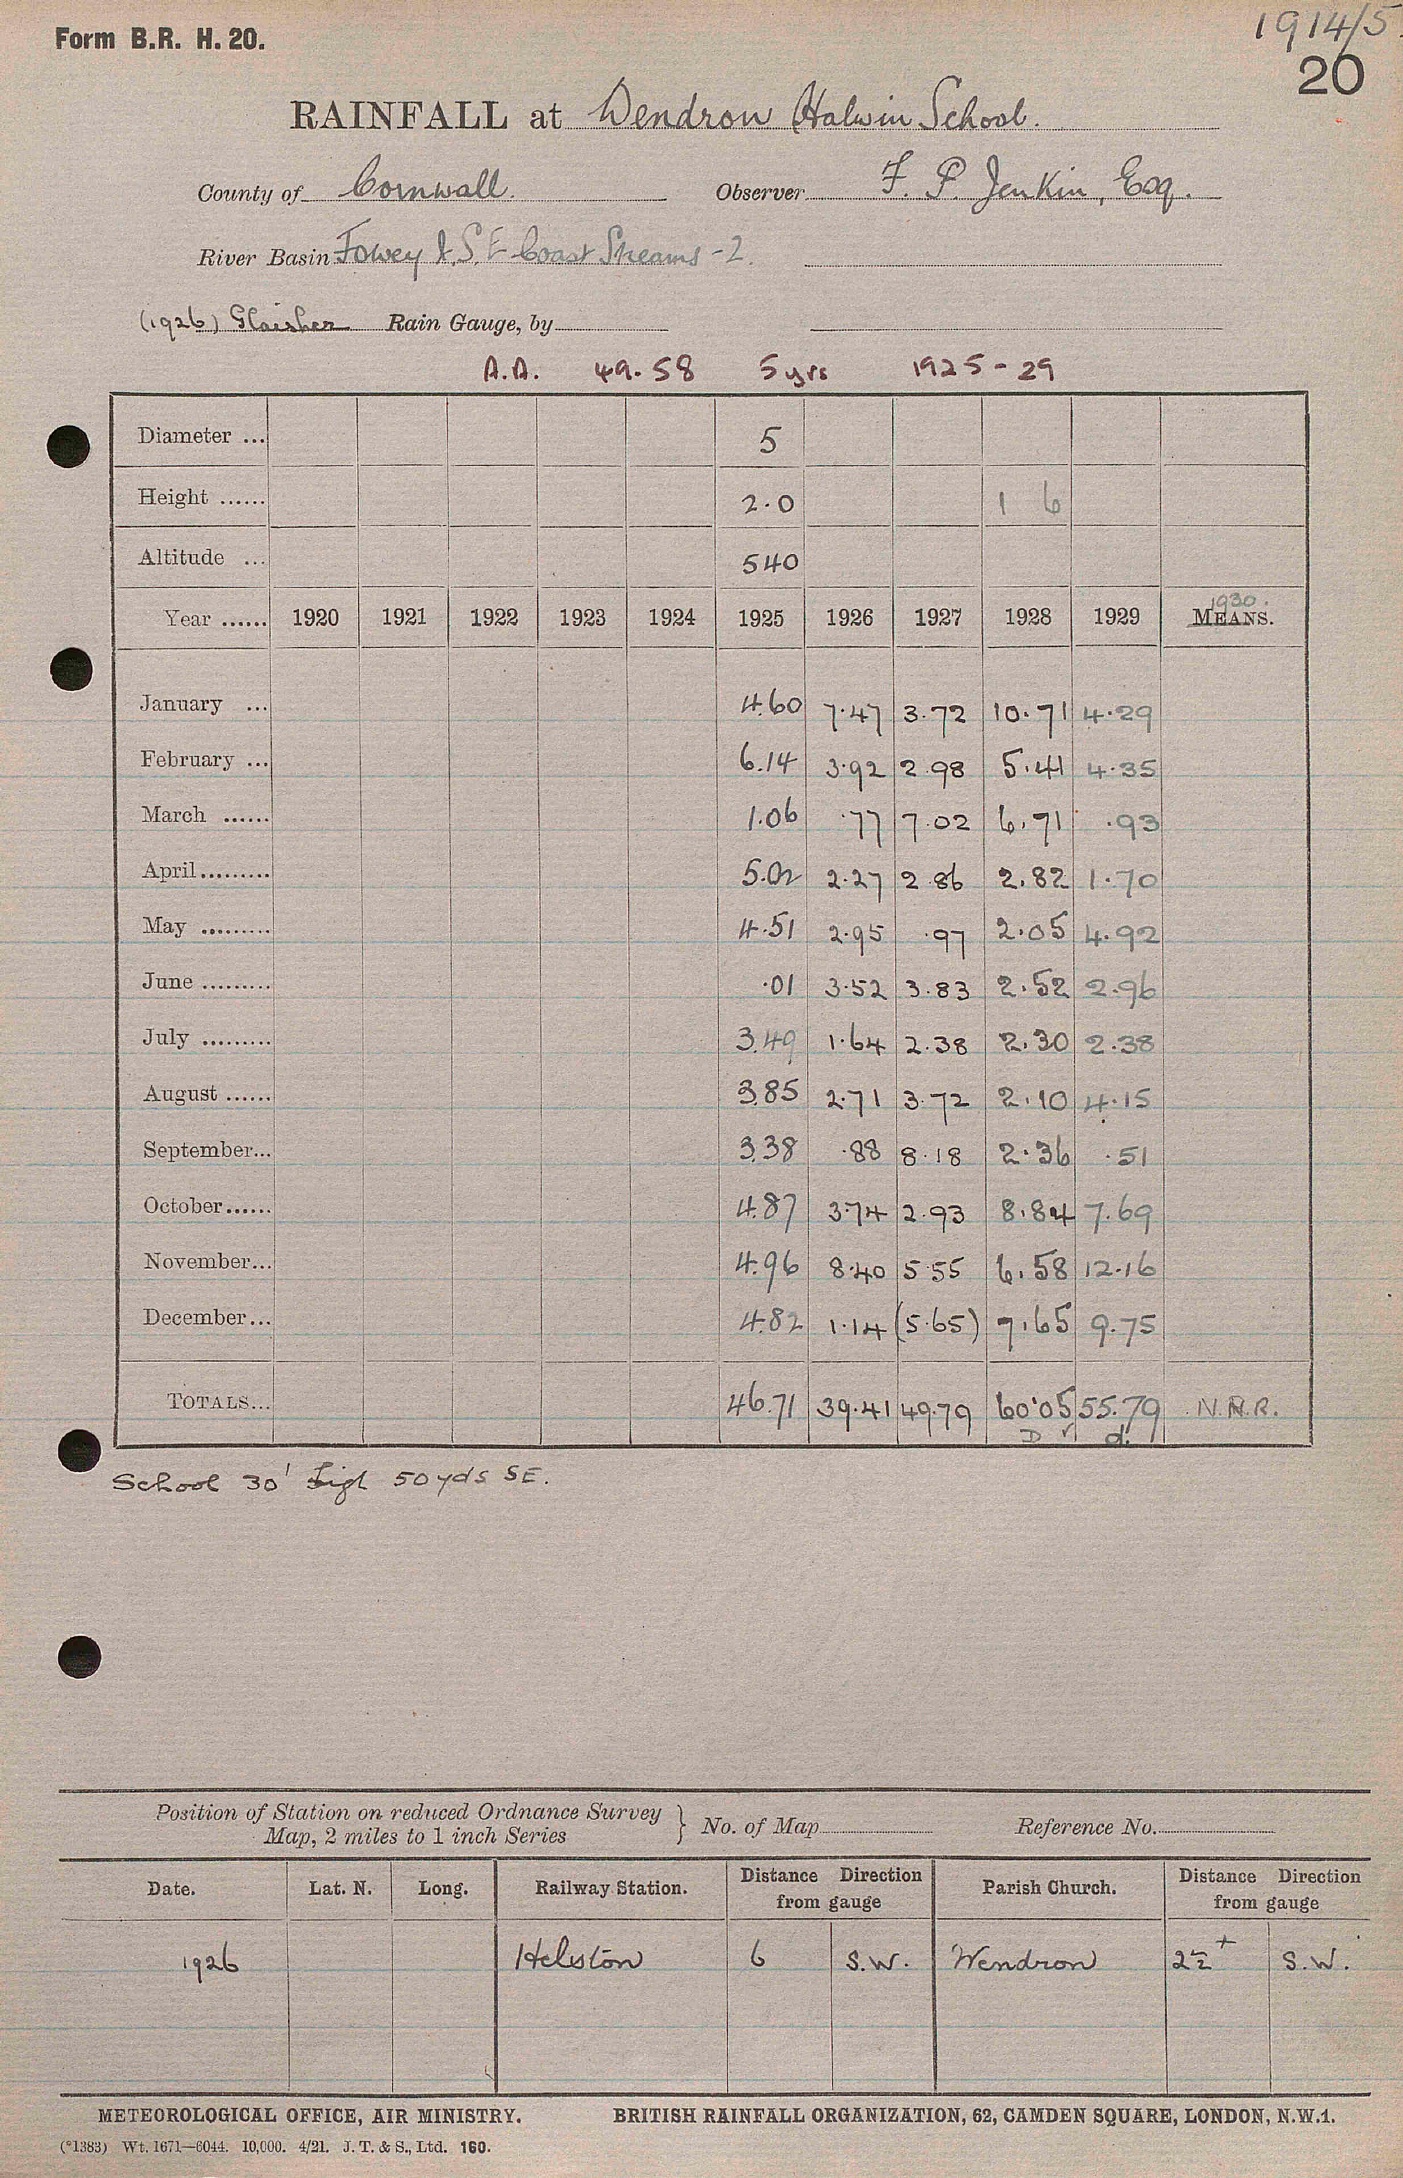 1914/5
Form B.R. H. 20.
20
RAINFALL at Wendron Halwin School.
County of Cornwall. Observer F. P. Jenkin, Esq.
River Basin Fowey & S.E Coast Streams - 2.
(1926) Glaisher Rain Gauge, by
A.A. 49.58 5 yrs 1925 - 29
Diameter ... 5
Height ...... 2.0 1 6
Altitude ... 540
1930.
Year ...... 1920 1921 1922 1923 1924 1925 1926 1927 1928 1929 MEANS.
January ... 4.60 7.47 3.72 10.71 4.29
February ... 6.14 3.92 2.98 5.41 4.35
March ...... 1.06 .77 7.02 6.71 .93
April ......... 5.02 2.27 2.86 2.82 1.70
May ......... 4.51 2.95 .97 2.05 4.92
June ......... .01 3.52 3.83 2.52 2.96
July ......... 3.49 1.64 2.38 2.30 2.38
August ...... 3.85 2.71 3.72 2.10 4.15
September... 3.38 .88 8.18 2.36 .51
October...... 4.87 3.74 2.93 8.84 7.69
November... 4.96 8.40 5.55 6.58 12.16
December... 4.82 1.14 (5.65) 7.65 9.75
TOTALS... 46.71 39.41 49.79 60.05 55.79 N.R.R.
D d.
School 30' high 50 yds SE.
Position of Station on reduced Ordnance Survey
Map, 2 miles to 1 inch Series } No. of Map Reference No.
Date. Lat. N. Long. Railway Station. Distance Direction from gauge Parish Church. Distance Direction from gauge
1926 Helston 6 S.W. Wendron 2½+ S.W.
METEOROLOGICAL OFFICE, AIR MINISTRY. BRITISH RAINFALL ORGANIZATION, 62, CAMDEN SQUARE, LONDON, N.W.1.
(*1383) Wt. 1671—6044. 10,000. 4/21. J. T. & S., Ltd. 160.